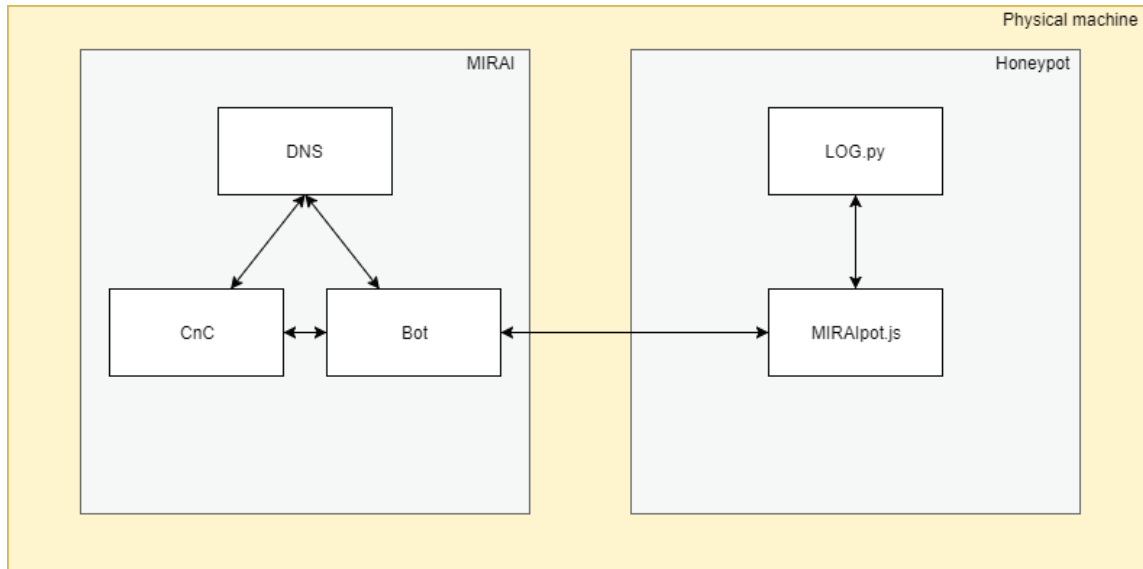 Physical machine
MIRAI
Honeypot
DNS
LOG.py
CnC
Bot
MIRAIpot.js